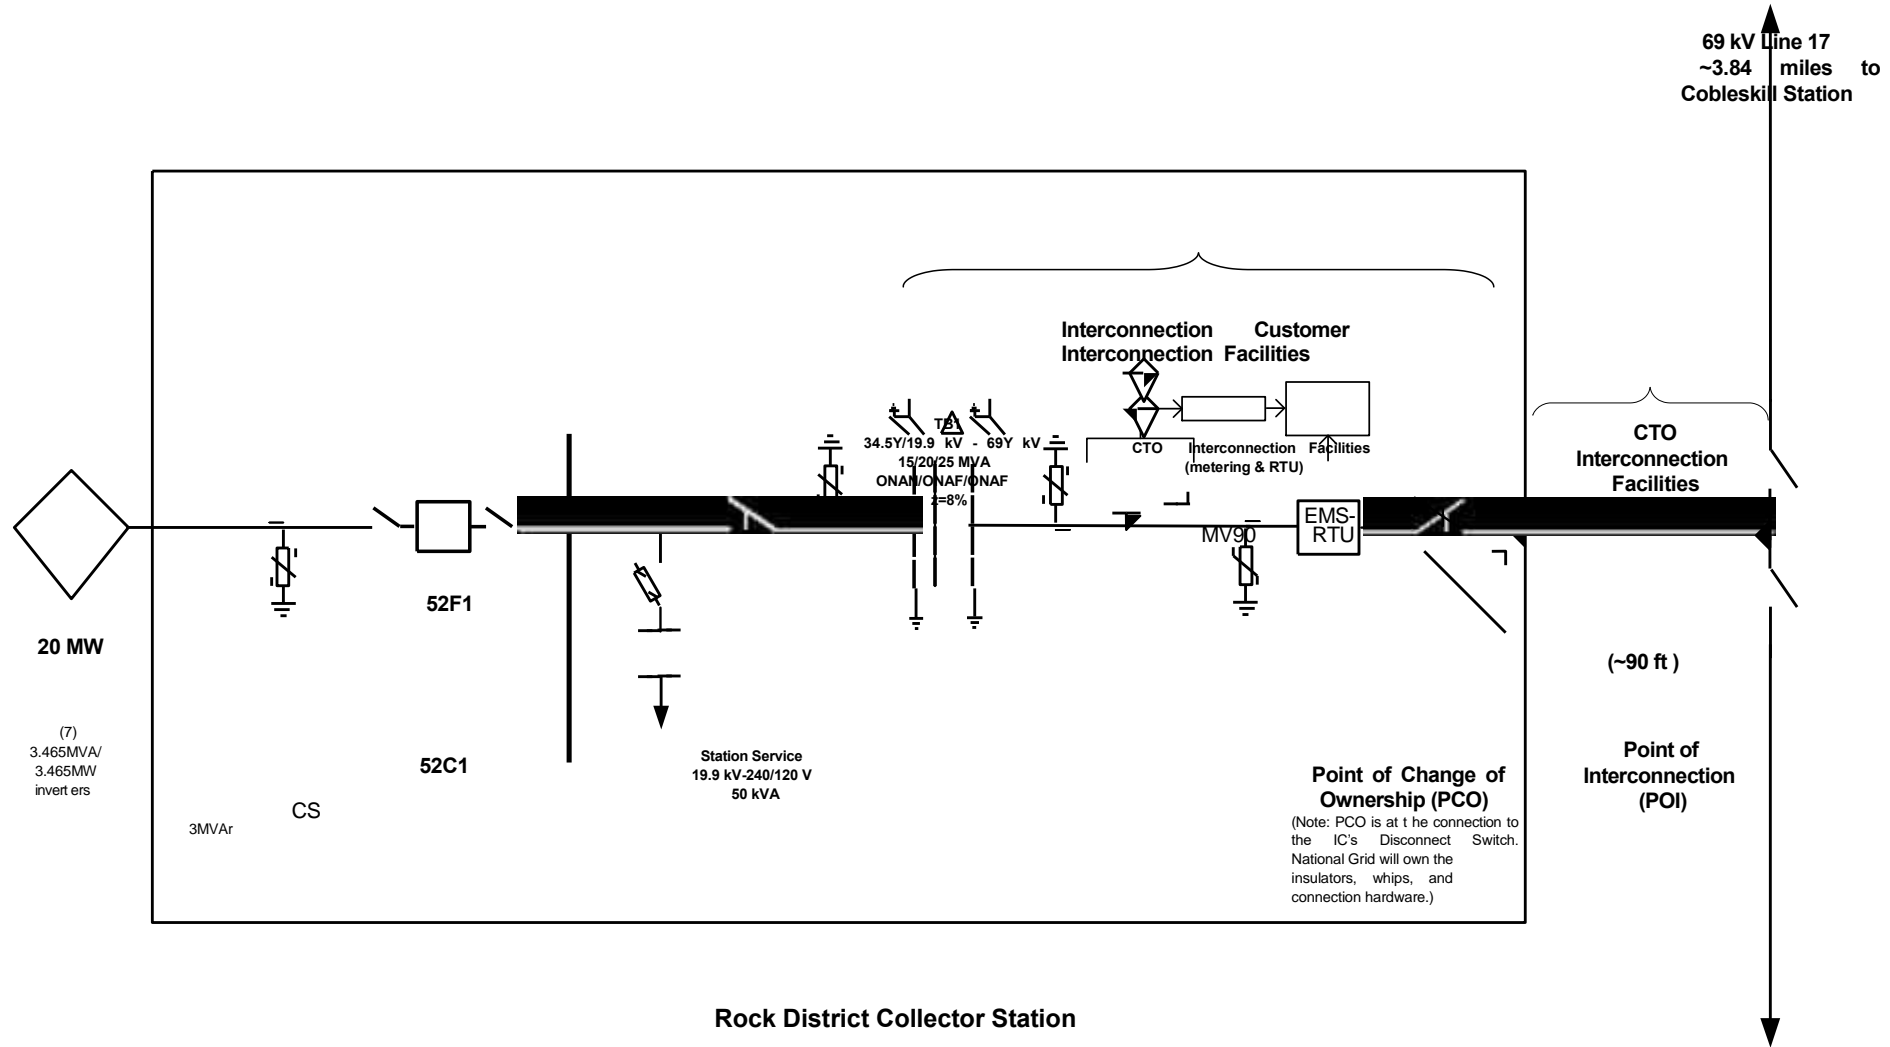 69 kV Line 17
~3.84 miles to
Cobleskill Station
Interconnection Customer
Interconnection Facilities
TB1
34.5Y/19.9 kV - 69Y kV
15/20/25 MVA
ONAN/ONAF/ONAF
z=8%
CTO Interconnection Facilities
(metering & RTU)
CTO
Interconnection
Facilities
MV90
EMS-
RTU
52F1
20 MW
(~90 ft )
(7)
3.465MVA/
3.465MW
invert ers
52C1
CS
3MVAr
Station Service
19.9 kV-240/120 V
50 kVA
Point of Change of
Ownership (PCO)
(Note: PCO is at t he connection to
the IC's Disconnect Switch.
National Grid will own the
insulators, whips, and
connection hardware.)
Point of
Interconnection
(POI)
Rock District Collector Station